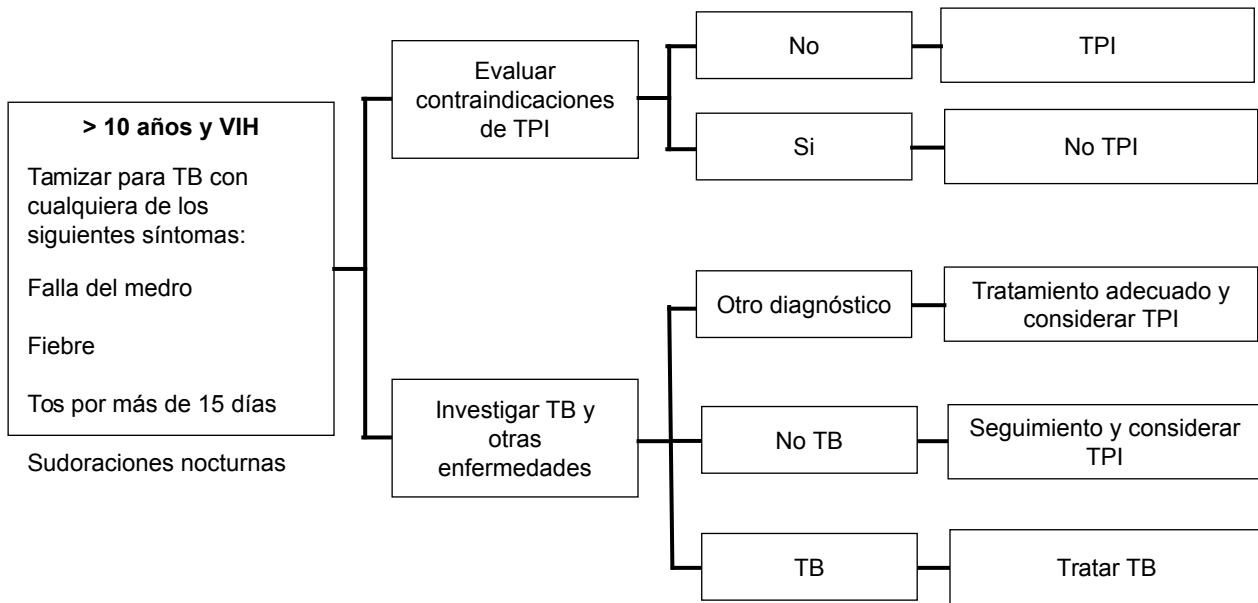 > 10 años y VIH
Tamizar para TB con
cualquiera de los
siguientes síntomas:
Falla del medro
Fiebre
Tos por más de 15 días
Sudoraciones nocturnas
Evaluar
contraindicaciones
de TPI
No
TPI
Si
No TPI
Investigar TB y
otras
enfermedades
Otro diagnóstico
Tratamiento adecuado y
considerar TPI
No TB
Seguimiento y considerar
TPI
TB
Tratar TB